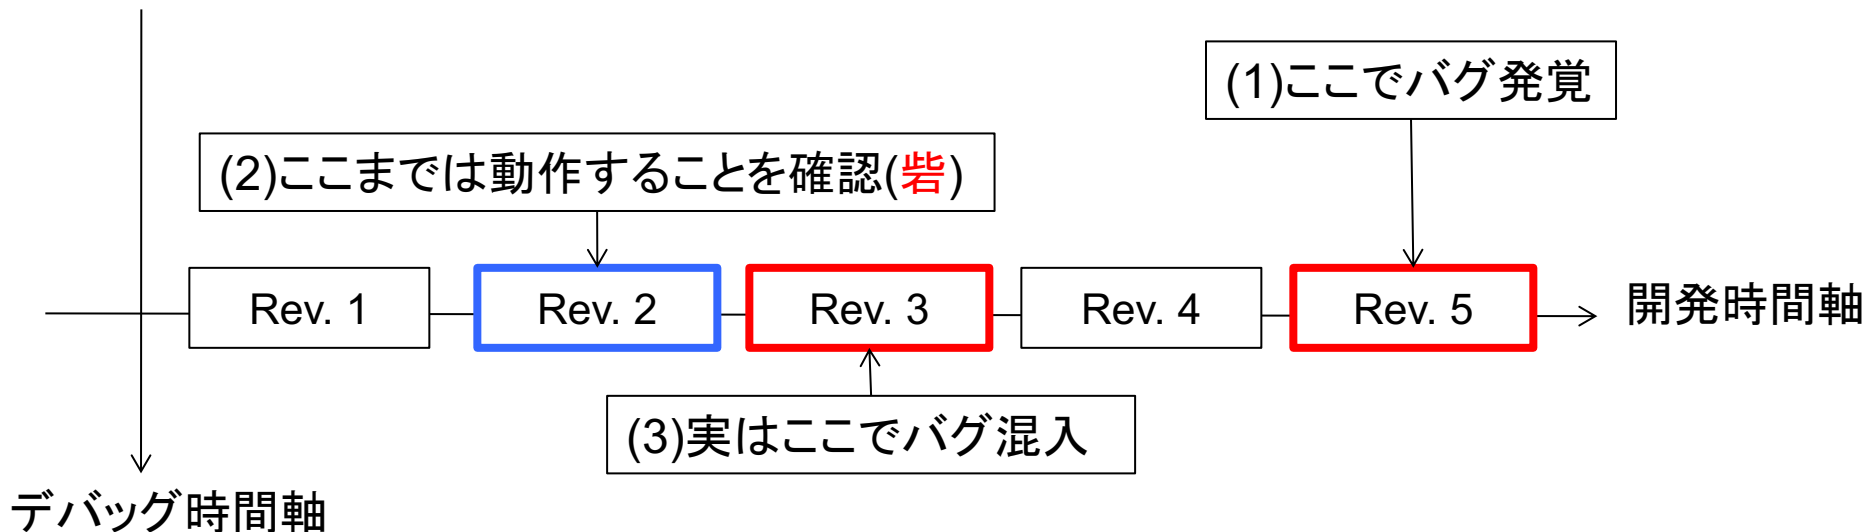 (1)ここでバグ発覚
(2)ここまでは動作することを確認(砦)
Rev. 1
Rev. 2
Rev. 3
Rev. 4
Rev. 5
開発時間軸
(3)実はここでバグ混入
デバッグ時間軸